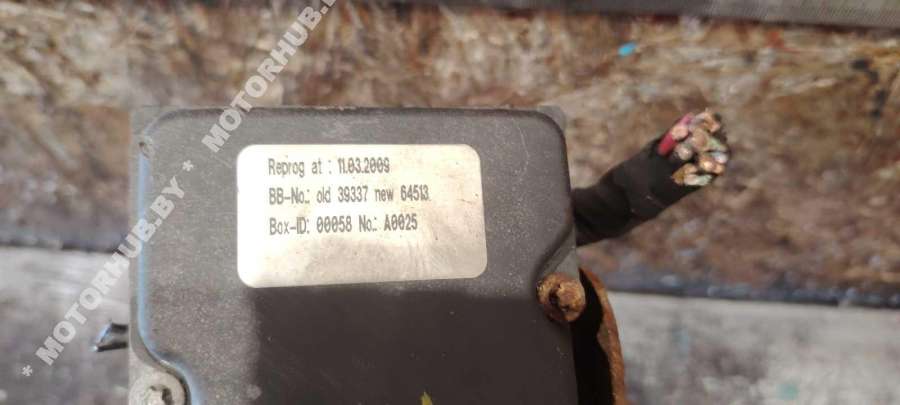 Reprog at : 11.03.2009
BB-No.: old 39337 new 64513
Box-ID: 00058 No.: A0025
* MOTORHUB.BY * MOTORHUB.BY